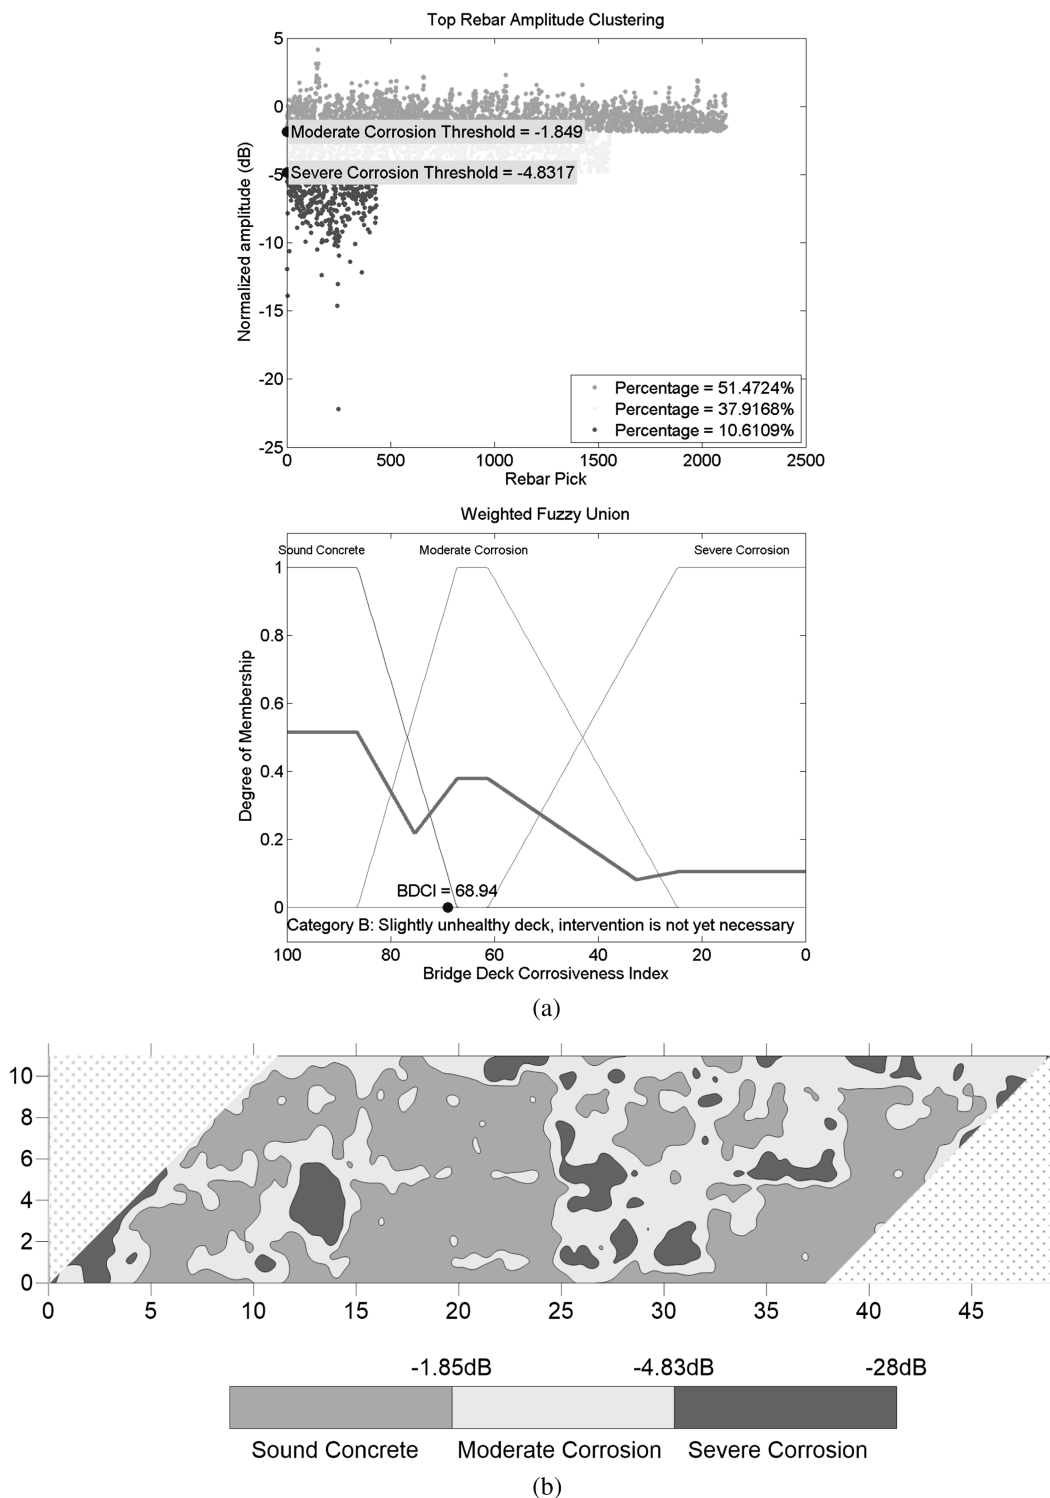 Top Rebar Amplitude Clustering
5
0
-5
-10
-15
-20
-25
Normalized amplitude (dB)
Moderate Corrosion Threshold = -1.849
Severe Corrosion Threshold = -4.8317
Percentage = 51.4724%
Percentage = 37.9168%
Percentage = 10.6109%
0 500 1000 1500 2000 2500
Rebar Pick
Weighted Fuzzy Union
Sound Concrete Moderate Corrosion Severe Corrosion
1
0.8
0.6
0.4
0.2
0
Degree of Membership
BDCI = 68.94
Category B: Slightly unhealthy deck, intervention is not yet necessary
100 80 60 40 20 0
Bridge Deck Corrosiveness Index
(a)
10
8
6
4
2
0
0 5 10 15 20 25 30 35 40 45
-1.85dB -4.83dB -28dB
Sound Concrete Moderate Corrosion Severe Corrosion
(b)